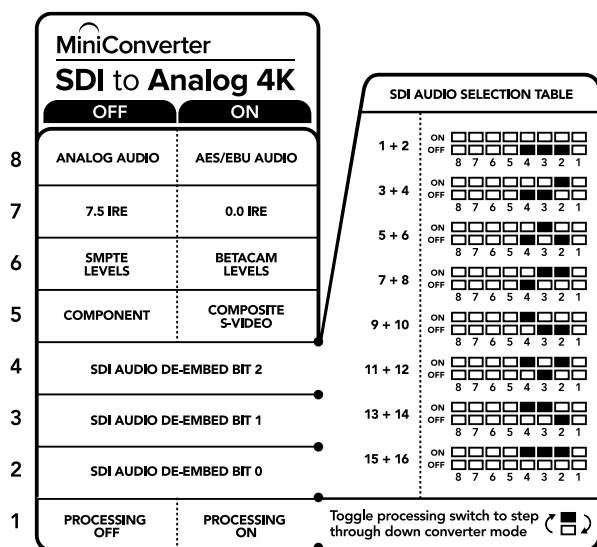 MiniConverter
SDI to Analog 4K
OFF ON
8 ANALOG AUDIO AES/EBU AUDIO
7 7.5 IRE 0.0 IRE
6 SMPTE LEVELS BETACAM LEVELS
5 COMPONENT COMPOSITE S-VIDEO
4 SDI AUDIO DE-EMBED BIT 2
3 SDI AUDIO DE-EMBED BIT 1
2 SDI AUDIO DE-EMBED BIT 0
1 PROCESSING OFF PROCESSING ON
SDI AUDIO SELECTION TABLE
1 + 2
ON
OFF
8 7 6 5 4 3 2 1
3 + 4
ON
OFF
8 7 6 5 4 3 2 1
5 + 6
ON
OFF
8 7 6 5 4 3 2 1
7 + 8
ON
OFF
8 7 6 5 4 3 2 1
9 + 10
ON
OFF
8 7 6 5 4 3 2 1
11 + 12
ON
OFF
8 7 6 5 4 3 2 1
13 + 14
ON
OFF
8 7 6 5 4 3 2 1
15 + 16
ON
OFF
8 7 6 5 4 3 2 1
Toggle processing switch to step
through down converter mode